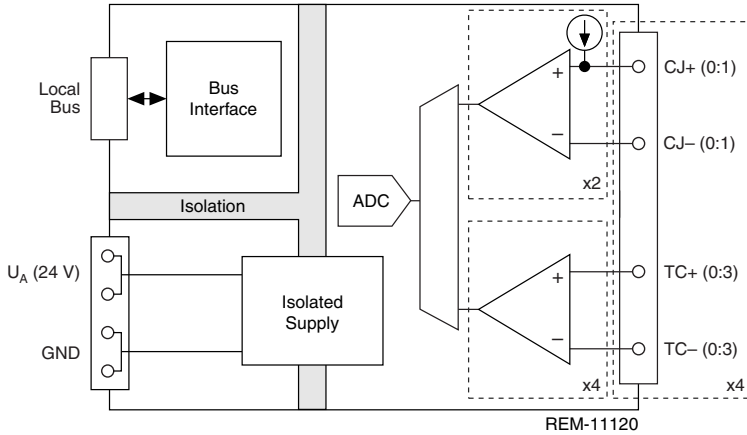 Local
Bus
Bus
Interface
Isolation
ADC
+
−
x2
CJ+ (0:1)
CJ− (0:1)
UA (24 V)
GND
Isolated
Supply
+
−
x4
TC+ (0:3)
TC− (0:3)
x4
REM-11120